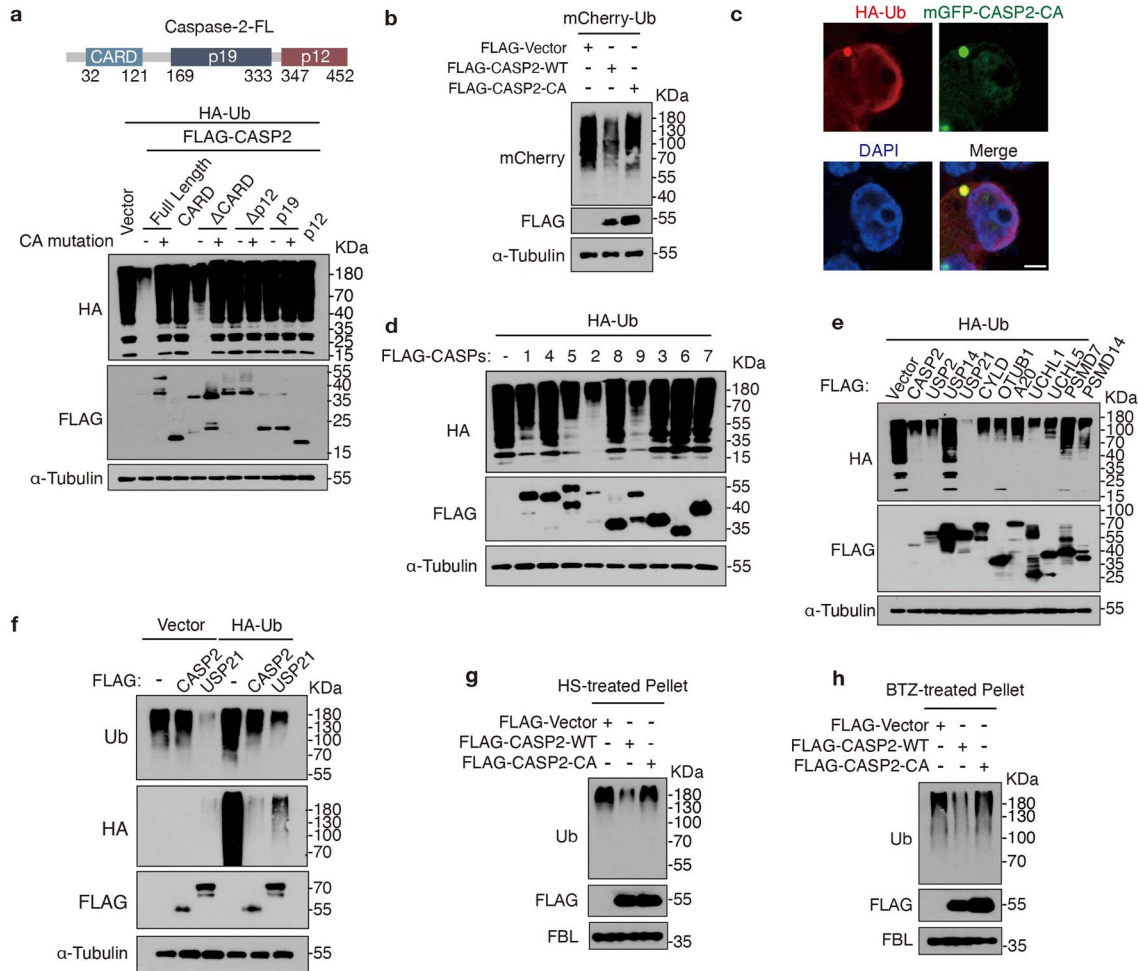 a
Caspase-2-FL
CARD p19 p12
32 121 169 333 347 452
HA-Ub
FLAG-CASP2
Vector Full Length CARD ΔCARD Δp12 p19 p12
CA mutation - + - + - + - + KDa
HA
-180
-70
-40
-35
-25
-15
FLAG
-55
-40
-35
-25
-15
α-Tubulin -55
b
mCherry-Ub
FLAG-Vector + - -
FLAG-CASP2-WT - + -
FLAG-CASP2-CA - - +
KDa
mCherry
-180
-130
-100
-70
-55
-40
FLAG -55
α-Tubulin -55
c
HA-Ub mGFP-CASP2-CA
DAPI Merge
d
HA-Ub
FLAG-CASPs: - 1 4 5 2 8 9 3 6 7
KDa
HA
-180
-70
-55
-35
-15
FLAG
-55
-40
-35
α-Tubulin -55
e
HA-Ub
FLAG: Vector CASP2 USP2 USP14 USP21 CYLD OTUB1 A20 UCHL1 UCHL5 PSMD7 PSMD14
KDa
HA
-180
-100
-70
-40
-35
-25
-15
FLAG
-100
-70
-55
-40
-35
-25
α-Tubulin -55
f
Vector HA-Ub
FLAG: - CASP2 USP21 - CASP2 USP21
KDa
Ub
-180
-130
-100
-70
-55
HA
-180
-130
-100
-70
FLAG
-70
-55
α-Tubulin -55
g
HS-treated Pellet
FLAG-Vector + - -
FLAG-CASP2-WT - + -
FLAG-CASP2-CA - - +
KDa
Ub
-180
-130
-100
-70
-55
FLAG -55
FBL -35
h
BTZ-treated Pellet
FLAG-Vector + - -
FLAG-CASP2-WT - + -
FLAG-CASP2-CA - - +
KDa
Ub
-180
-130
-100
-70
FLAG -55
FBL -35